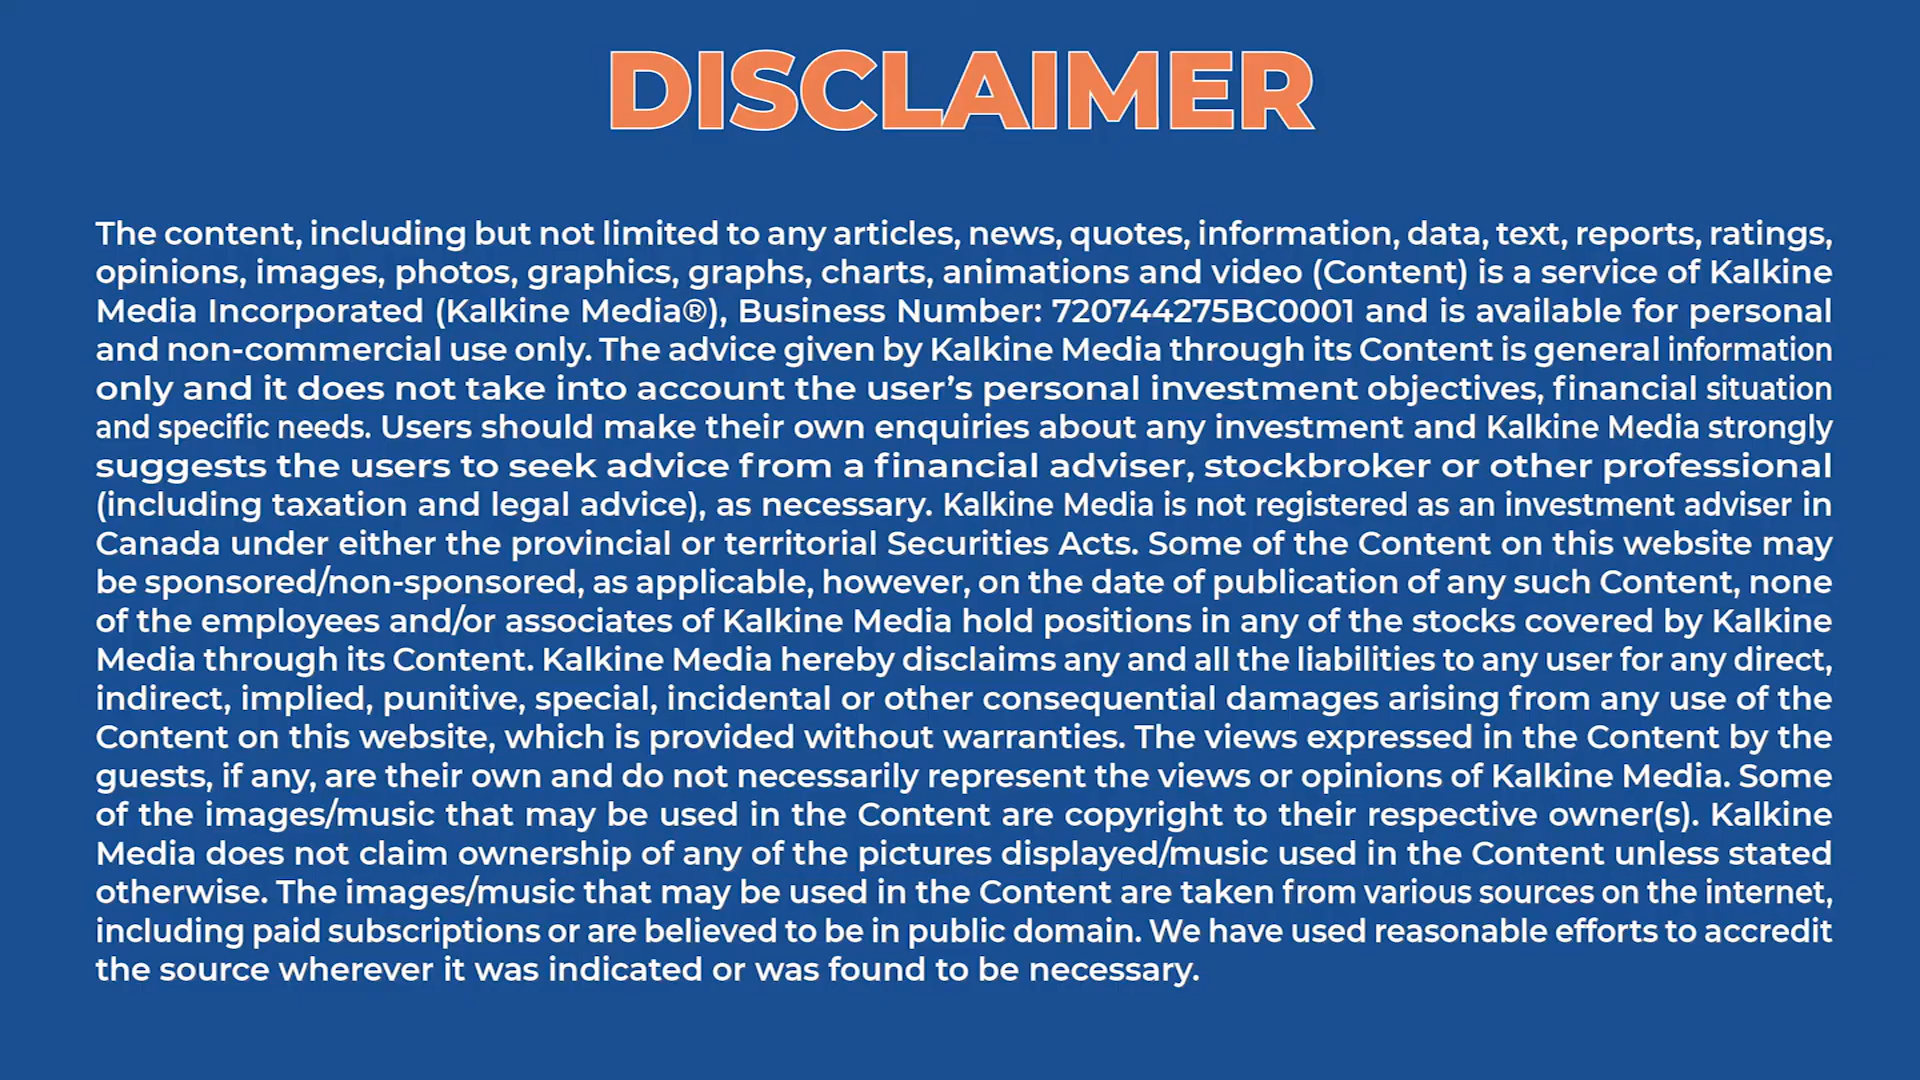 DISCLAIMER
The content, including but not limited to any articles, news, quotes, information, data, text, reports, ratings,
opinions, images, photos, graphics, graphs, charts, animations and video (Content) is a service of Kalkine
Media Incorporated (Kalkine Media®), Business Number: 720744275BC0001 and is available for personal
and non-commercial use only. The advice given by Kalkine Media through its Content is general information
only and it does not take into account the user’s personal investment objectives, financial situation
and specific needs. Users should make their own enquiries about any investment and Kalkine Media strongly
suggests the users to seek advice from a financial adviser, stockbroker or other professional
(including taxation and legal advice), as necessary. Kalkine Media is not registered as an investment adviser in
Canada under either the provincial or territorial Securities Acts. Some of the Content on this website may
be sponsored/non-sponsored, as applicable, however, on the date of publication of any such Content, none
of the employees and/or associates of Kalkine Media hold positions in any of the stocks covered by Kalkine
Media through its Content. Kalkine Media hereby disclaims any and all the liabilities to any user for any direct,
indirect, implied, punitive, special, incidental or other consequential damages arising from any use of the
Content on this website, which is provided without warranties. The views expressed in the Content by the
guests, if any, are their own and do not necessarily represent the views or opinions of Kalkine Media. Some
of the images/music that may be used in the Content are copyright to their respective owner(s). Kalkine
Media does not claim ownership of any of the pictures displayed/music used in the Content unless stated
otherwise. The images/music that may be used in the Content are taken from various sources on the internet,
including paid subscriptions or are believed to be in public domain. We have used reasonable efforts to accredit
the source wherever it was indicated or was found to be necessary.